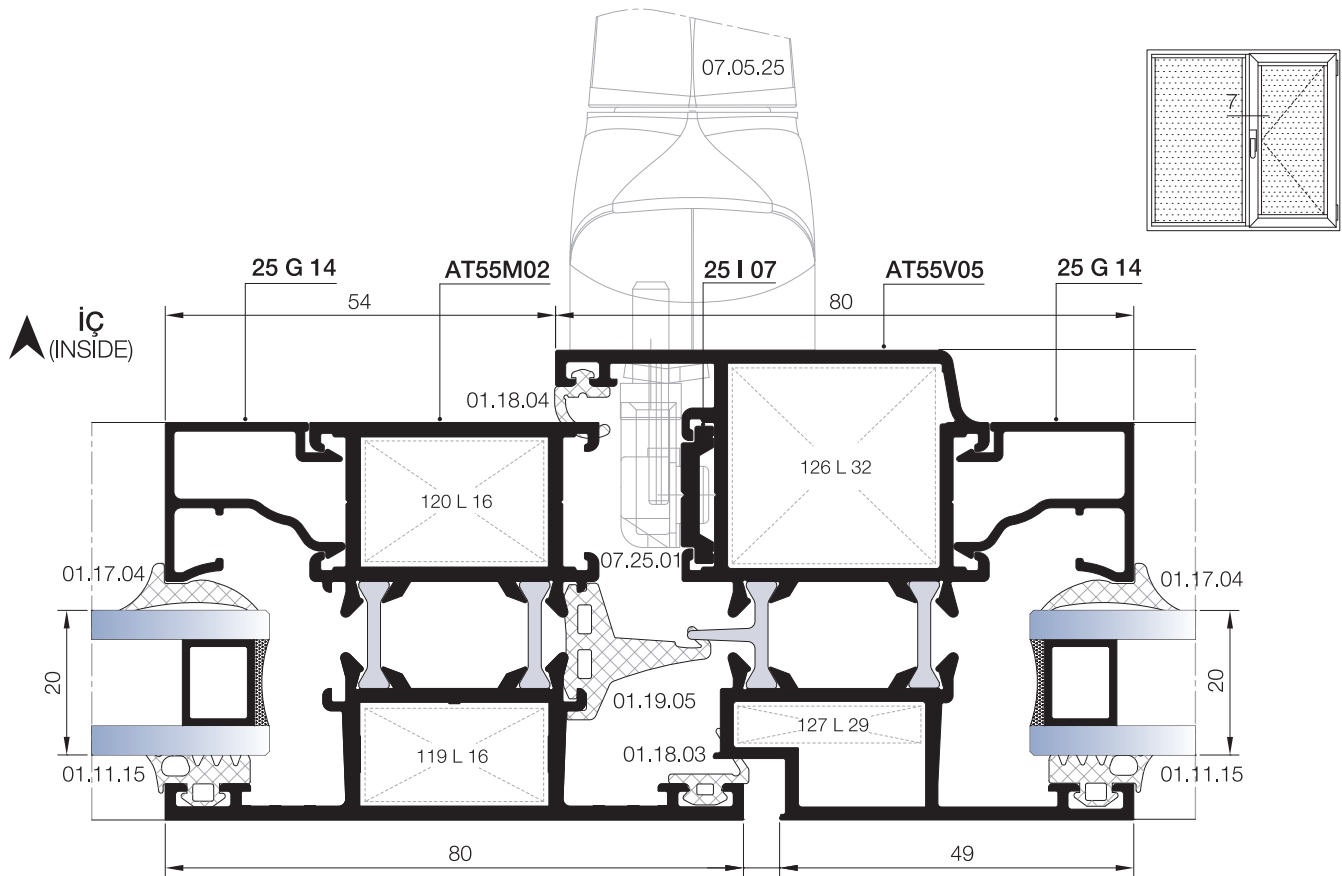 07.05.25
7
25 G 14
AT55M02
25 I 07
AT55V05
25 G 14
54
80
İÇ
(INSIDE)
01.18.04
120 L 16
126 L 32
07.25.01
01.17.04
01.17.04
20
20
01.19.05
01.18.03
127 L 29
119 L 16
01.11.15
01.11.15
80
49